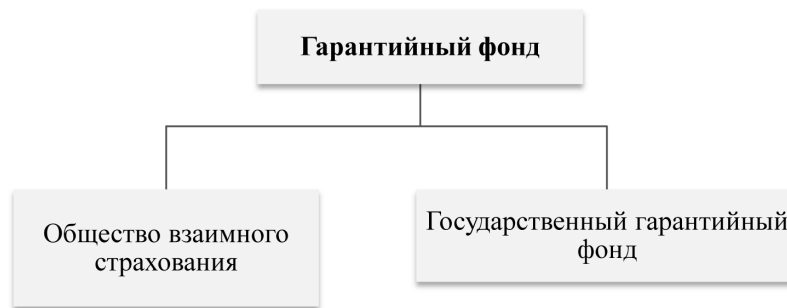 Гарантийный фонд
Общество взаимного
страхования
Государственный гарантийный
фонд